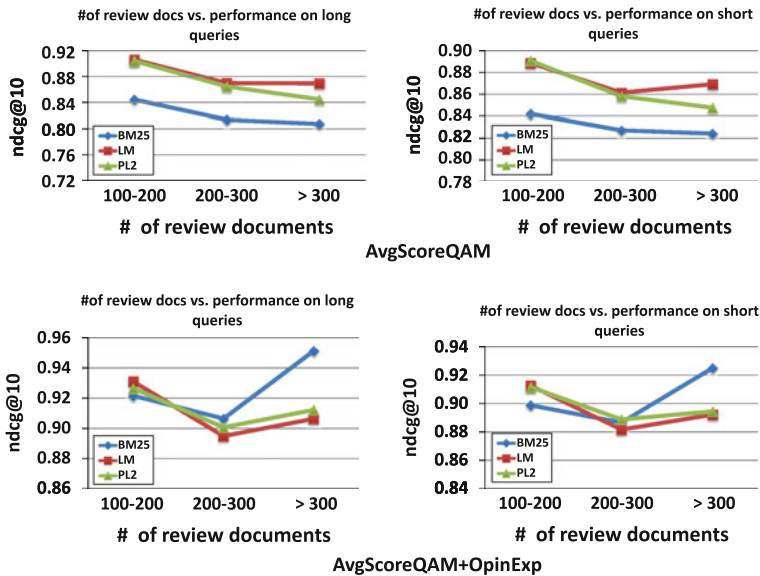 #of review docs vs. performance on long
queries
ndcg@10
0.92
0.88
0.84
0.80
0.76
0.72
BM25
LM
PL2
100-200
200-300
> 300
# of review documents
#of review docs vs. performance on short
queries
ndcg@10
0.90
0.88
0.86
0.84
0.82
0.80
0.78
BM25
LM
PL2
100-200
200-300
> 300
# of review documents
AvgScoreQAM
#of review docs vs. performance on long
queries
ndcg@10
0.96
0.94
0.92
0.90
0.88
0.86
BM25
LM
PL2
100-200
200-300
> 300
# of review documents
#of review docs vs. performance on short
queries
ndcg@10
0.94
0.92
0.90
0.88
0.86
0.84
BM25
LM
PL2
100-200
200-300
> 300
# of review documents
AvgScoreQAM+OpinExp